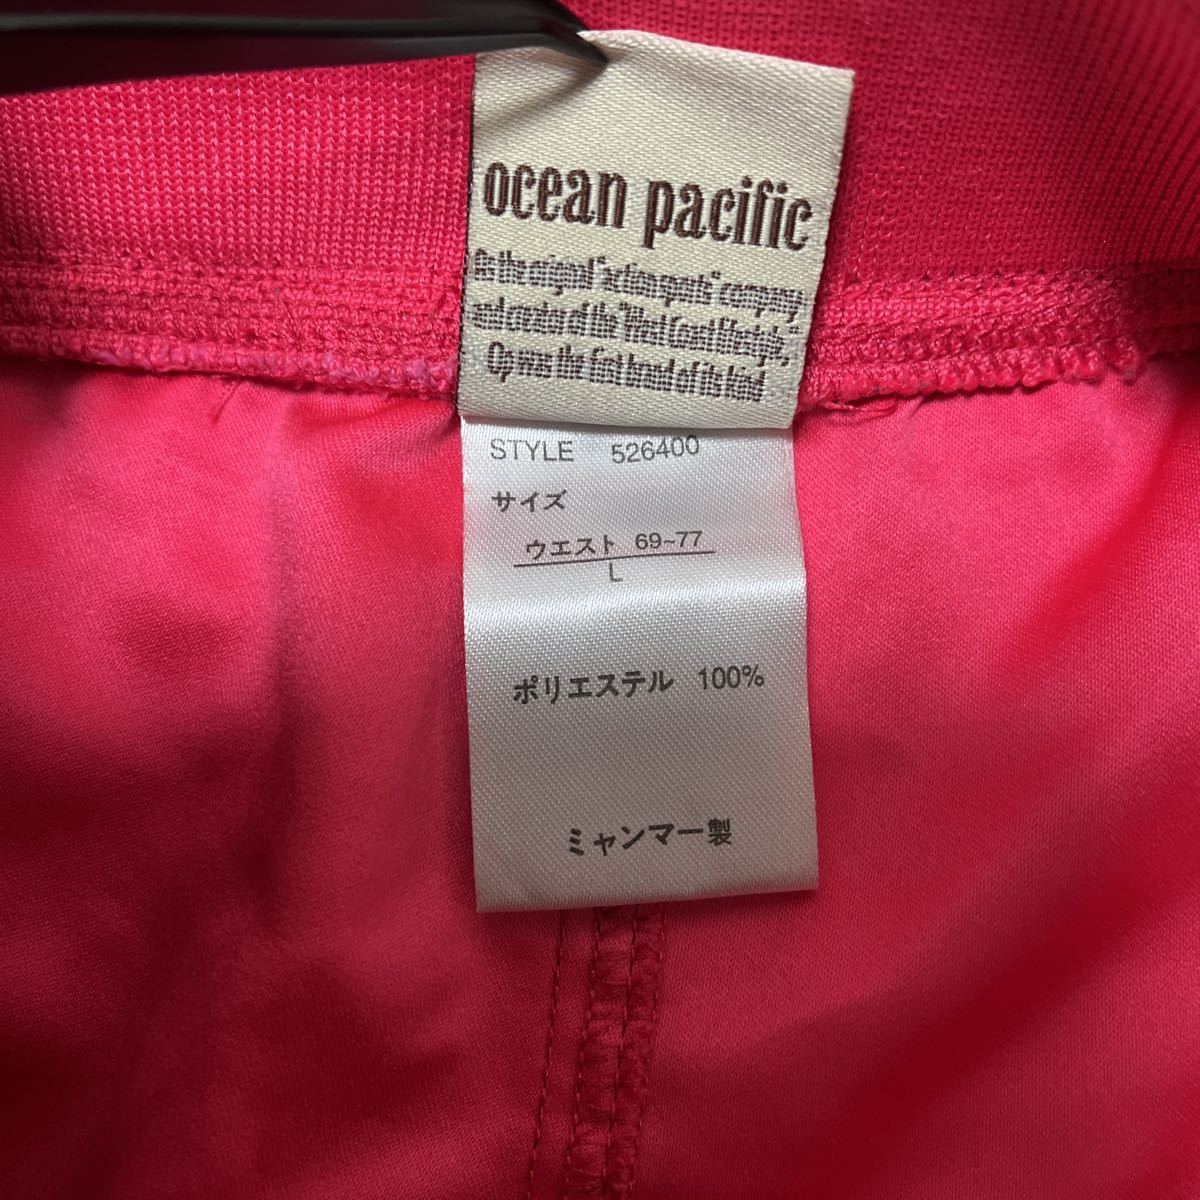 ocean pacific
As the original "action sports" company
and creator of the "West Coast lifestyle,"
Op was the first brand of its kind
STYLE 526400
サイズ
ウエスト 69~77
L
ポリエステル 100%
ミャンマー製